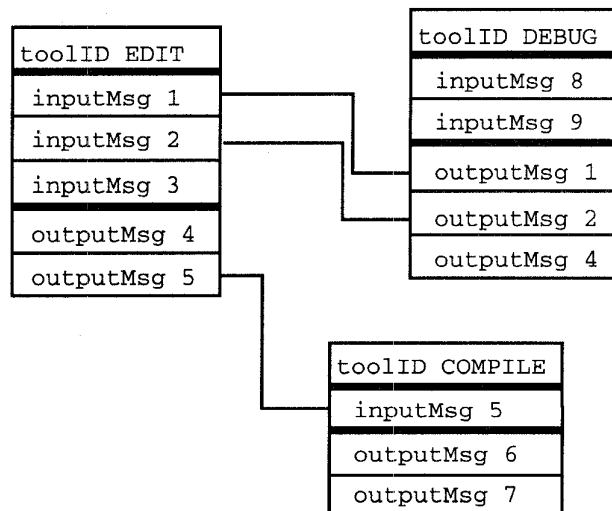 toolID EDIT
inputMsg 1
inputMsg 2
inputMsg 3
outputMsg 4
outputMsg 5
toolID DEBUG
inputMsg 8
inputMsg 9
outputMsg 1
outputMsg 2
outputMsg 4
toolID COMPILE
inputMsg 5
outputMsg 6
outputMsg 7